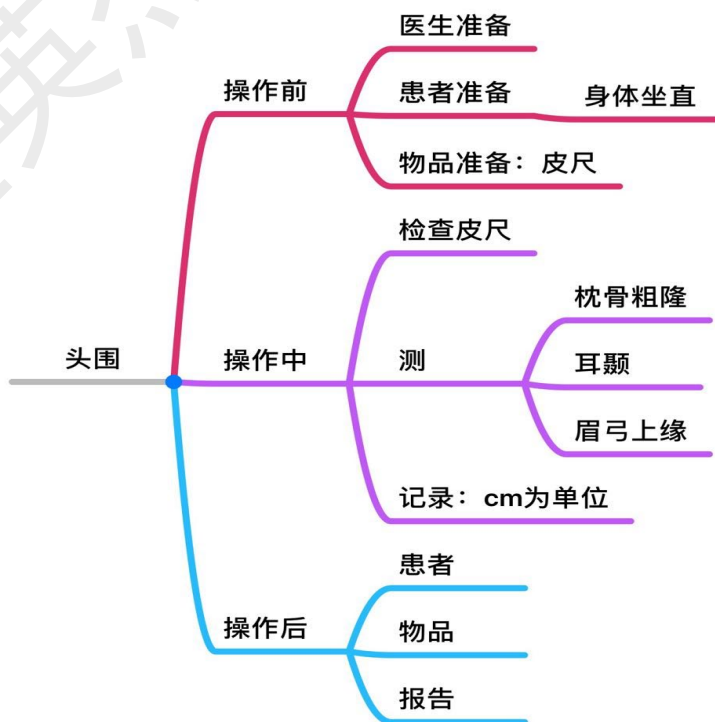 头围
操作前
医生准备
患者准备
身体坐直
物品准备：皮尺
操作中
检查皮尺
测
枕骨粗隆
耳颞
眉弓上缘
记录：cm为单位
操作后
患者
物品
报告